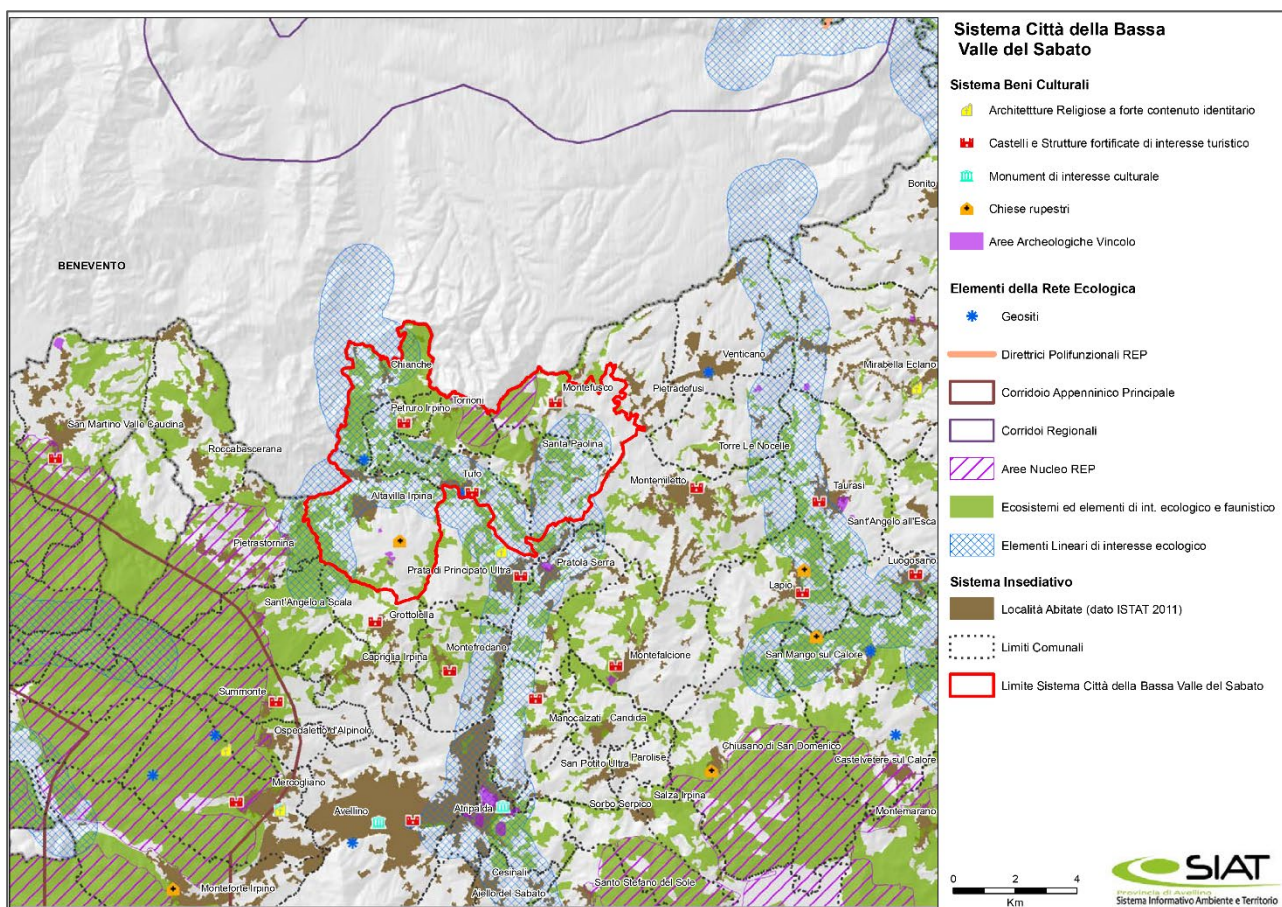 Sistema Città della Bassa
Valle del Sabato
Sistema Beni Culturali
Architettture Religiose a forte contenuto identitario
Castelli e Strutture fortificate di interesse turistico
Monument di interesse culturale
Chiese rupestri
Aree Archeologiche Vincolo
Elementi della Rete Ecologica
Geositi
Direttrici Polifunzionali REP
Corridoio Appenninico Principale
Corridoi Regionali
Aree Nucleo REP
Ecosistemi ed elementi di int. ecologico e faunistico
Elementi Lineari di interesse ecologico
Sistema Insediativo
Località Abitate (dato ISTAT 2011)
Limiti Comunali
Limite Sistema Città della Bassa Valle del Sabato
0 2 4
Km
SIAT
Provincia di Avellino
Sistema Informativo Ambiente e Territorio
Bonito
BENEVENTO
Venticano
Mirabella Eclano
Chianche
Montefusco
Pietradefusi
Torrioni
Petruro Irpino
San Martino Valle Caudina
Roccabascerana
Santa Paolina
Torre Le Nocelle
Tufo
Montemiletto
Altavilla Irpina
Taurasi
Sant'Angelo all'Esca
Pietrastornina
Prata di Principato Ultra
Pratola Serra
Luogosano
Lapio
Sant'Angelo a Scala
Grottolella
Montefredane
Capriglia Irpina
Montefalcione
San Mango sul Calore
Summonte
Manocalzati
Candida
Ospedaletto d'Alpinolo
Chiusano di San Domenico
Parolise
San Potito Ultra
Castelvetere sul Calore
Mercogliano
Salza Irpina
Avellino
Atripalda
Sorbo Serpico
Montemarano
Cesinali
Monteforte Irpino
Aiello del Sabato
Santo Stefano del Sole